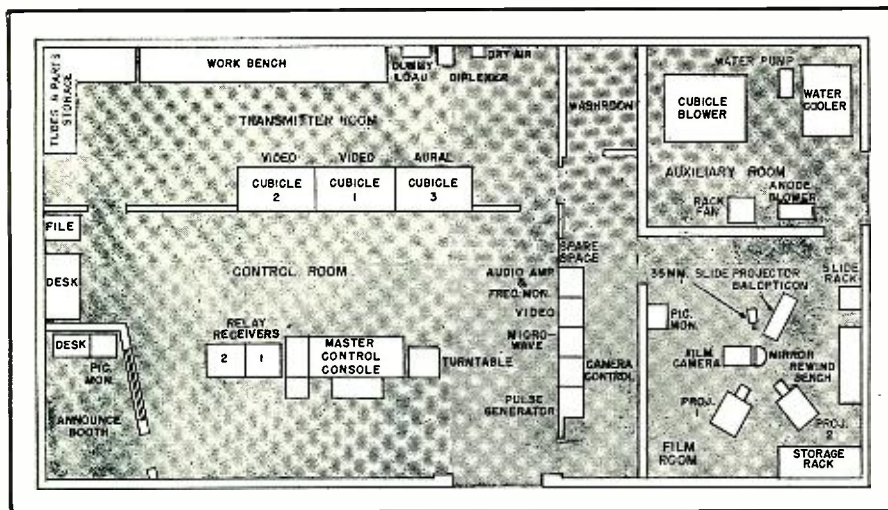 TUBES & PARTS
STORAGE
WORK BENCH
DUMMY
LOAD
DIPLEXER
DRY AIR
WASHROOM
WATER PUMP
CUBICLE
BLOWER
WATER
COOLER
TRANSMITTER ROOM
VIDEO
VIDEO
AURAL
CUBICLE
2
CUBICLE
1
CUBICLE
3
AUXILIARY ROOM
RACK
FAN
ANODE
BLOWER
FILE
DESK
CONTROL ROOM
SPARE
SPACE
AUDIO AMP
&
FREQ. MON.
VIDEO
MICRO-
WAVE
PULSE
GENERATOR
CAMERA
CONTROL
35MM. SLIDE PROJECTOR
BALOPTICON
SLIDE
RACK
PIC.
MON.
FILM
CAMERA
MIRROR
REWIND
BENCH
PROJ.
1
PROJ.
2
FILM
ROOM
STORAGE
RACK
RELAY
RECEIVERS
2
1
MASTER
CONTROL
CONSOLE
TURNTABLE
DESK
PIC.
MON.
ANNOUNCE
BOOTH